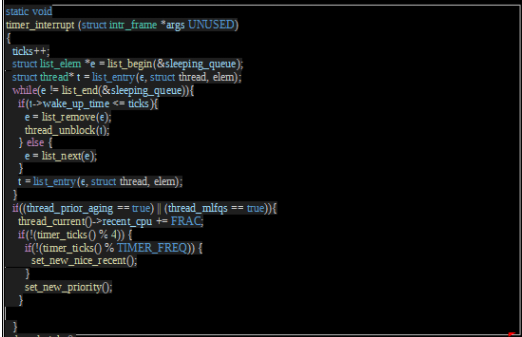 static void
timer_interrupt (struct intr_frame *args UNUSED)
{
ticks++;
struct list_elem *e = list_begin(&sleeping_queue);
struct thread* t = list_entry(e, struct thread, elem);
while(e != list_end(&sleeping_queue)){
if(t->wake_up_time <= ticks){
e = list_remove(e);
thread_unblock(t);
} else {
e = list_next(e);
}
t = list_entry(e, struct thread, elem);
}
if((thread_prior_aging == true) || (thread_mlfqs == true)){
thread_current()->recent_cpu += FRAC;
if(!(timer_ticks() % 4)) {
if(!(timer_ticks() % TIMER_FREQ)) {
set_new_nice_recent();
}
set_new_priority();
}
}